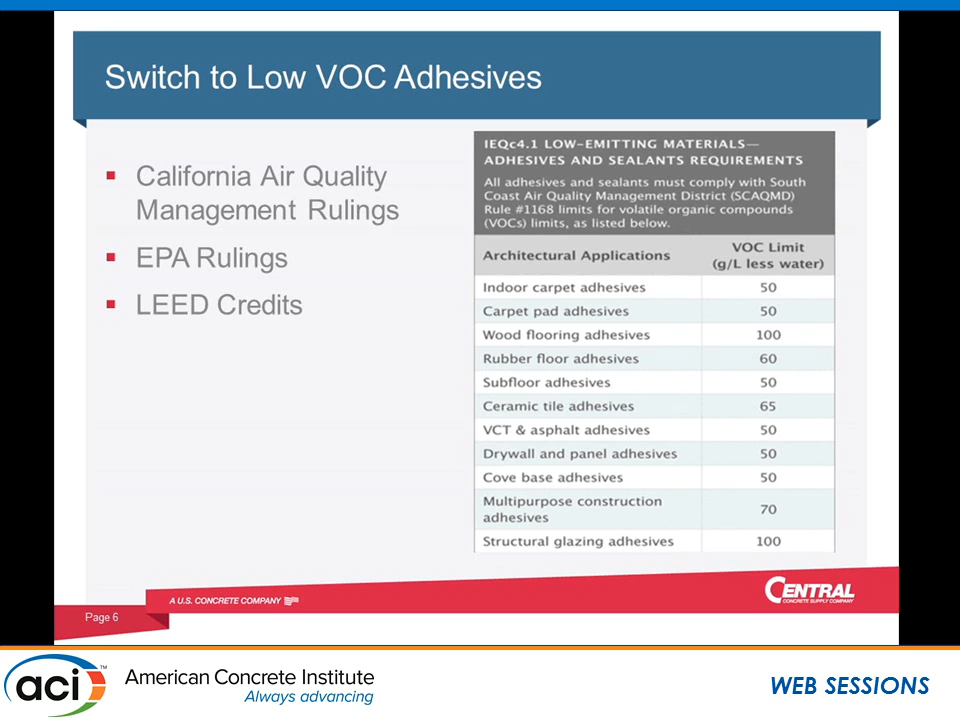 Switch to Low VOC Adhesives
▪ California Air Quality
Management Rulings
▪ EPA Rulings
▪ LEED Credits
IEQc4.1 LOW-EMITTING MATERIALS—
ADHESIVES AND SEALANTS REQUIREMENTS
All adhesives and sealants must comply with South
Coast Air Quality Management District (SCAQMD)
Rule #1168 limits for volatile organic compounds
(VOCs) limits, as listed below.
Architectural Applications VOC Limit
(g/L less water)
Indoor carpet adhesives 50
Carpet pad adhesives 50
Wood flooring adhesives 100
Rubber floor adhesives 60
Subfloor adhesives 50
Ceramic tile adhesives 65
VCT & asphalt adhesives 50
Drywall and panel adhesives 50
Cove base adhesives 50
Multipurpose construction
adhesives 70
Structural glazing adhesives 100
A U.S. CONCRETE COMPANY
CENTRAL
CONCRETE SUPPLY COMPANY
Page 6
aci™
American Concrete Institute
Always advancing
WEB SESSIONS